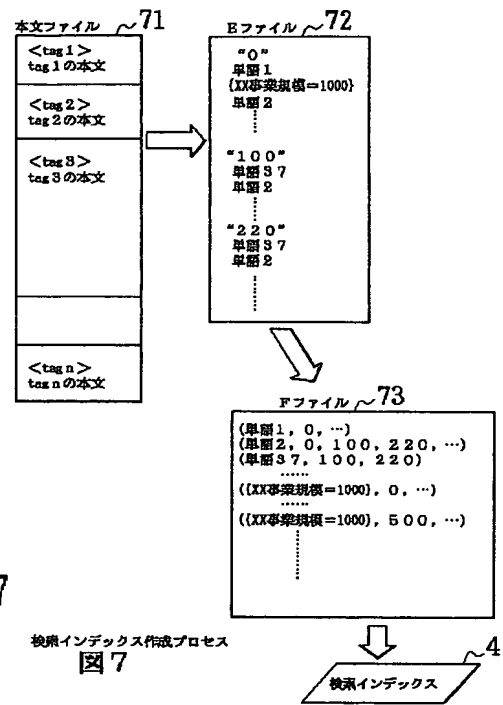 本文ファイル 71
<tag1>
tag1の本文
<tag2>
tag2の本文
<tag3>
tag3の本文
<tagn>
tagnの本文
Eファイル 72
“0”
単語1
{XX事業規模=1000}
単語2
“100”
単語37
単語2
“220”
単語37
単語2
Fファイル 73
(単語1, 0, …)
(単語2, 0, 100, 220, …)
(単語37, 100, 220)
……
({XX事業規模=1000}, 0, …)
……
({XX事業規模=1000}, 500, …)
4
検索インデックス
7
検索インデックス作成プロセス
図7